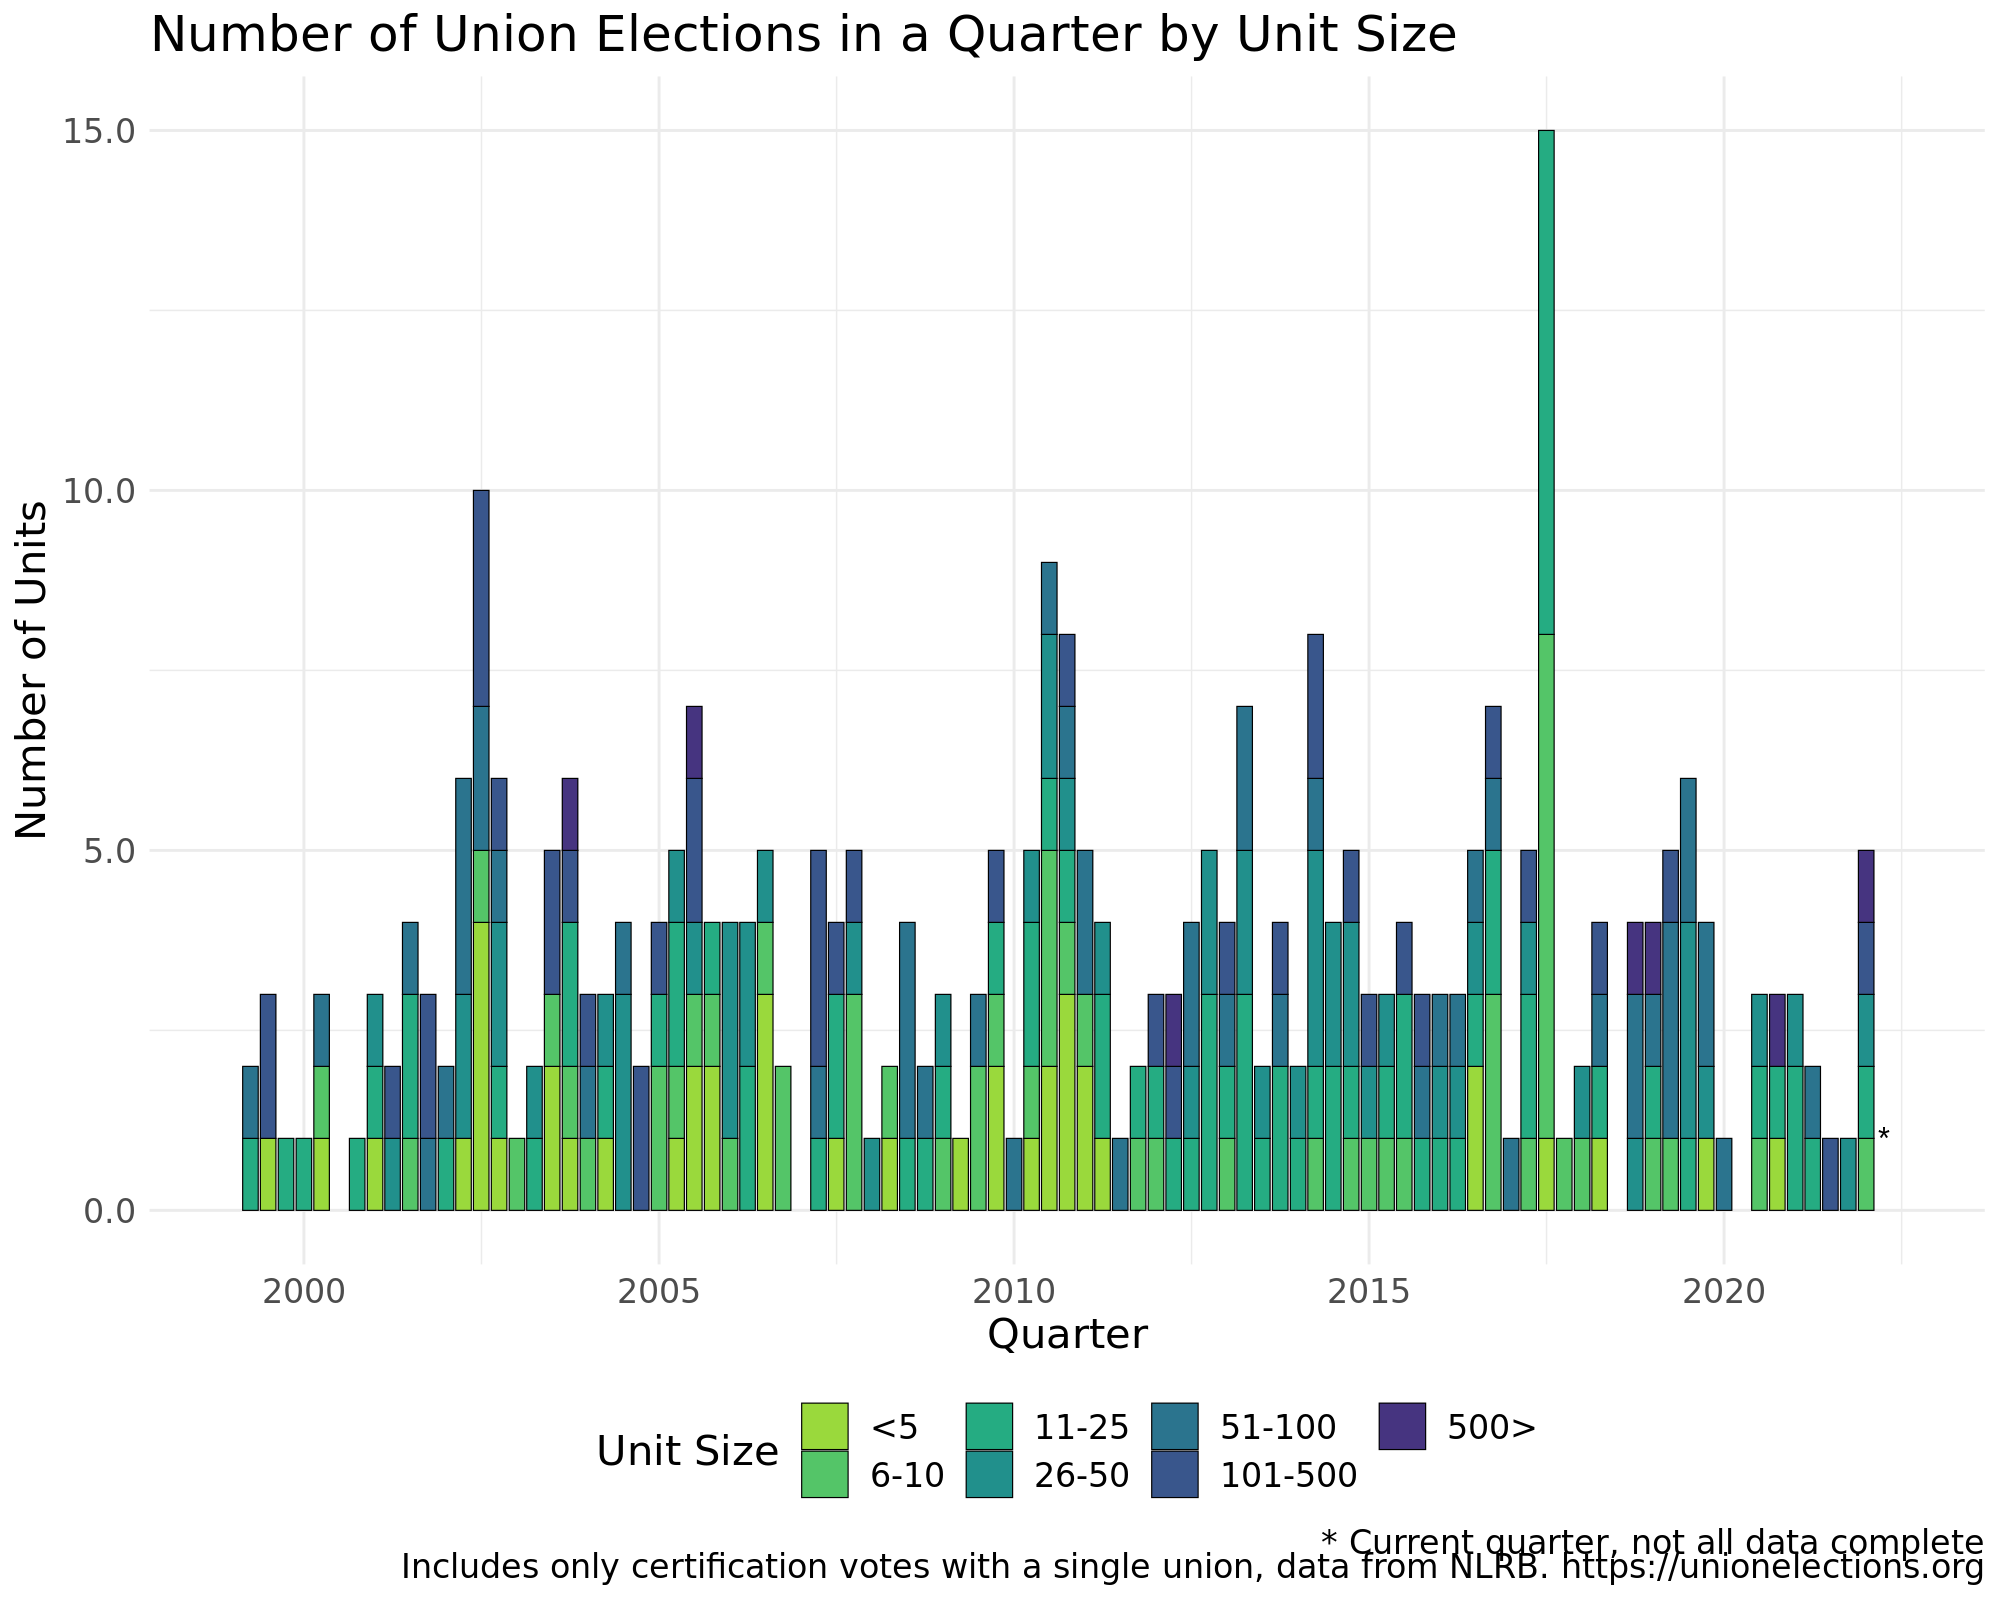 Number of Union Elections in a Quarter by Unit Size
Number of Units
15.0
10.0
5.0
0.0
*
2000 2005 2010 2015 2020
Quarter
Unit Size
<5 11-25 51-100 500>
6-10 26-50 101-500
* Current quarter, not all data complete
Includes only certification votes with a single union, data from NLRB. https://unionelections.org